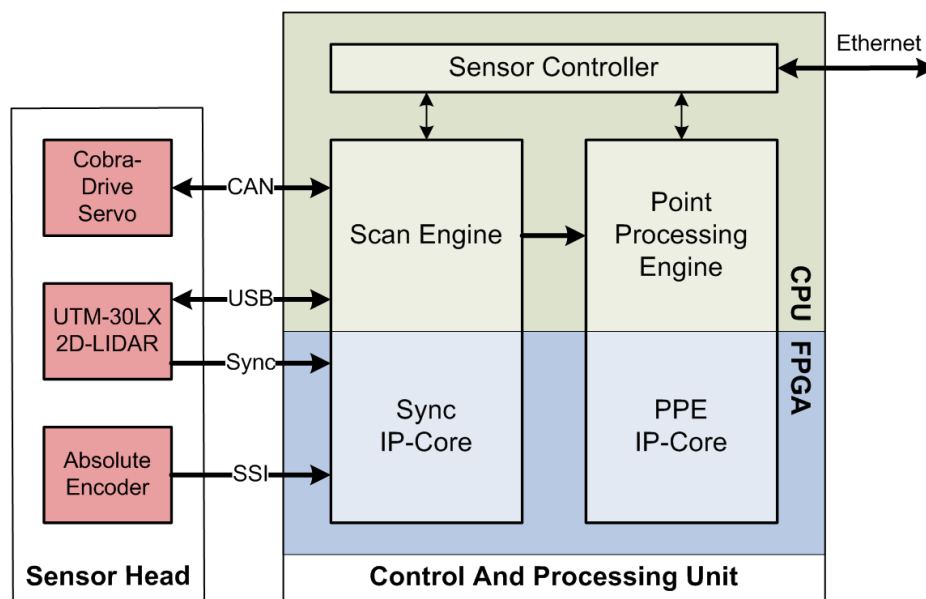 Ethernet
Sensor Controller
Cobra-
Drive
Servo
CAN
Scan Engine
Point
Processing
Engine
CPU
UTM-30LX
2D-LIDAR
USB
Sync
FPGA
Sync
IP-Core
PPE
IP-Core
Absolute
Encoder
SSI
Sensor Head
Control And Processing Unit